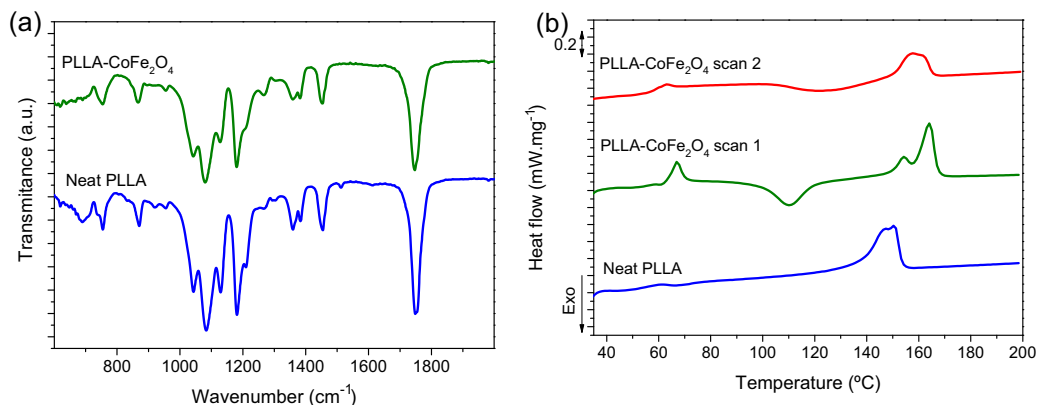 (a)
PLLA-CoFe₂O₄
Neat PLLA
Transmitance (a.u.)
800 1000 1200 1400 1600 1800
Wavenumber (cm⁻¹)
(b)
0.2
PLLA-CoFe₂O₄ scan 2
PLLA-CoFe₂O₄ scan 1
Neat PLLA
Exo
Heat flow (mW.mg⁻¹)
40 60 80 100 120 140 160 180 200
Temperature (ºC)